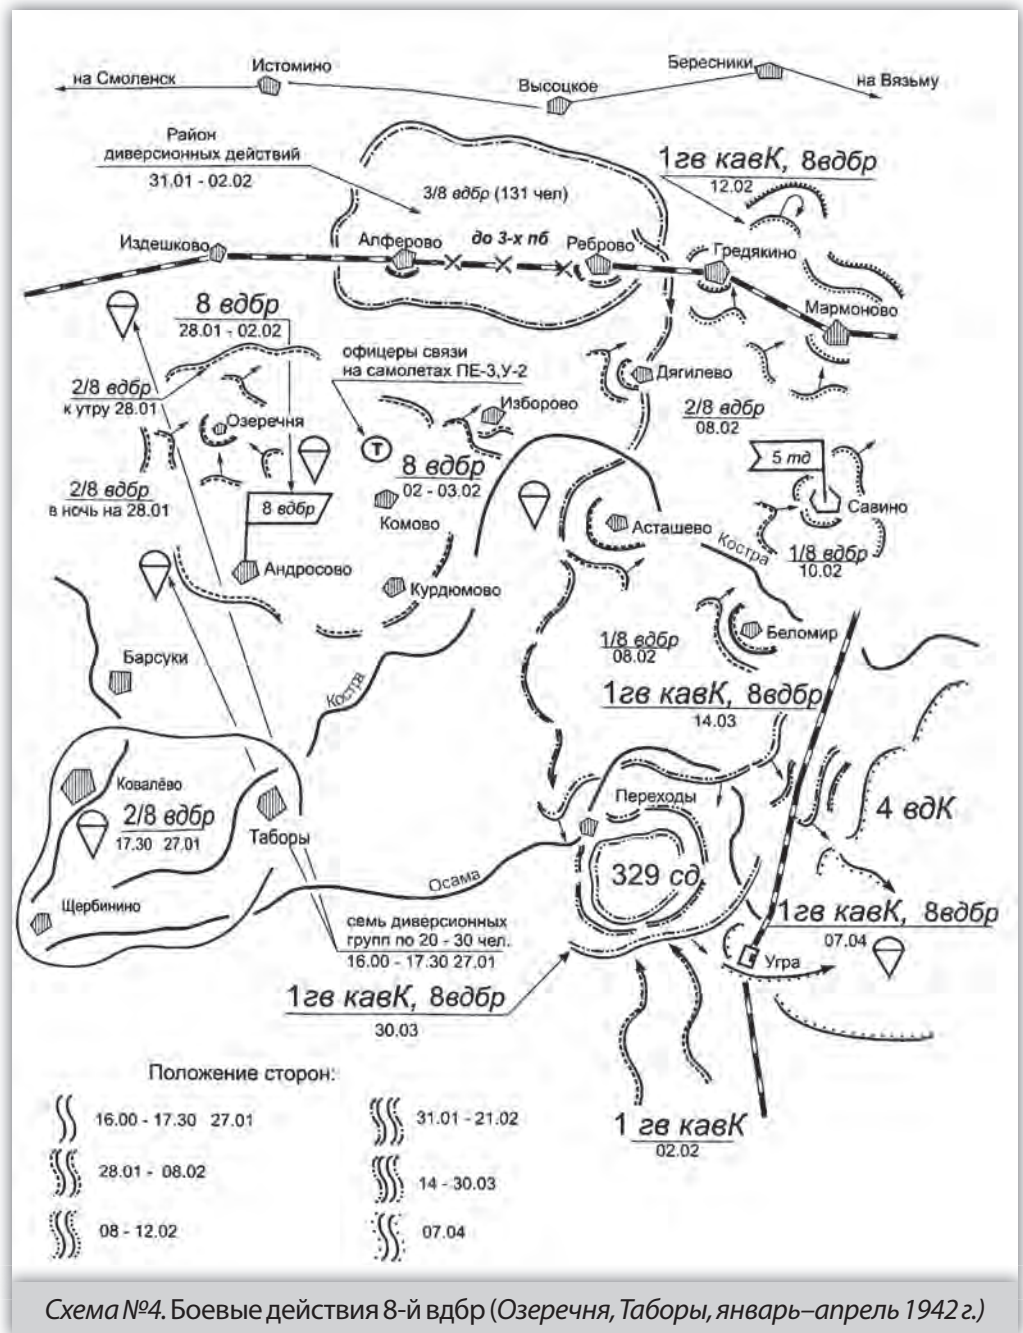 на Смоленск
Истомино
Высоцкое
Бересники
на Вязьму
Район
диверсионных действий
31.01 - 02.02
3/8 вдбр (131 чел)
1гв кавК, 8вдбр
12.02
Издешково
Алферово
до 3-х пб
Реброво
Гредякино
Мармоново
8 вдбр
28.01 - 02.02
офицеры связи
на самолетах ПЕ-3,У-2
2/8 вдбр
к утру 28.01
Дягилево
Изборово
2/8 вдбр
08.02
Озеречня
Т
8 вдбр
02 - 03.02
5 тд
2/8 вдбр
в ночь на 28.01
8 вдбр
Комово
Асташево
Костра
Савино
1/8 вдбр
10.02
Андросово
Курдюмово
Беломир
1/8 вдбр
08.02
Барсуки
Костра
1гв кавК, 8вдбр
14.03
Ковалёво
2/8 вдбр
17.30 27.01
Таборы
Переходы
4 вдК
329 сд
Осама
Щербинино
семь диверсионных
групп по 20 - 30 чел.
16.00 - 17.30 27.01
1гв кавК, 8вдбр
07.04
Угра
1гв кавК, 8вдбр
30.03
1 гв кавК
02.02
Положение сторон:
16.00 - 17.30 27.01
31.01 - 21.02
28.01 - 08.02
14 - 30.03
08 - 12.02
07.04
Схема №4. Боевые действия 8-й вдбр (Озеречня, Таборы, январь–апрель 1942 г.)